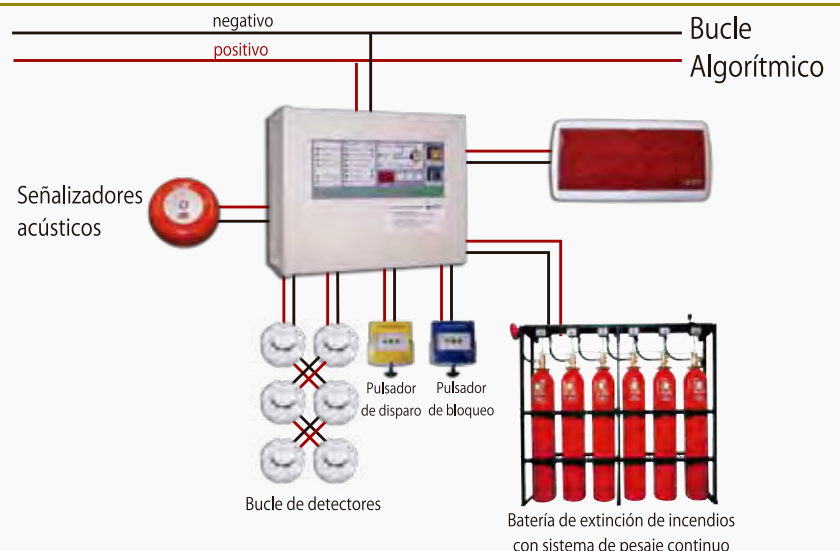 negativo
Bucle
positivo
Algorítmico
Señalizadores
acústicos
Pulsador
de disparo
Pulsador
de bloqueo
Bucle de detectores
Batería de extinción de incendios
con sistema de pesaje continuo